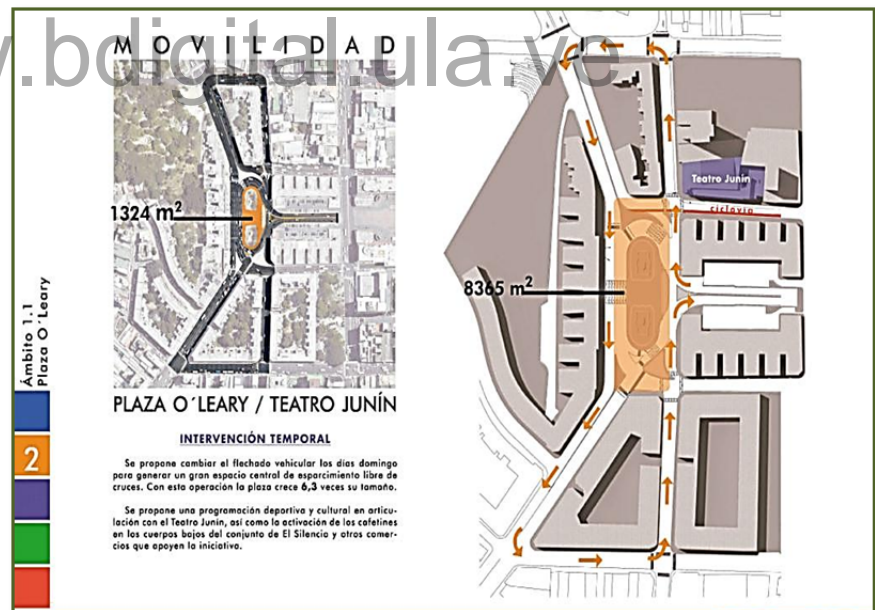 w.bdigital.ula.ve
MOVILIDAD
1324 m²
Ámbito 1.1
Plaza O´Leary
2
PLAZA O´LEARY / TEATRO JUNÍN
INTERVENCIÓN TEMPORAL
Se propone cambiar el flechado vehicular los días domingo
para generar un gran espacio central de esparcimiento libre de
cruces. Con esta operación la plaza crece 6,3 veces su tamaño.
Se propone una programación deportiva y cultural en articu-
lación con el Teatro Junín, así como la activación de los cafetines
en los cuerpos bajos del conjunto de El Silencio y otros comer-
cios que apoyen la iniciativa.
Teatro Junín
ciclovía
8365 m²